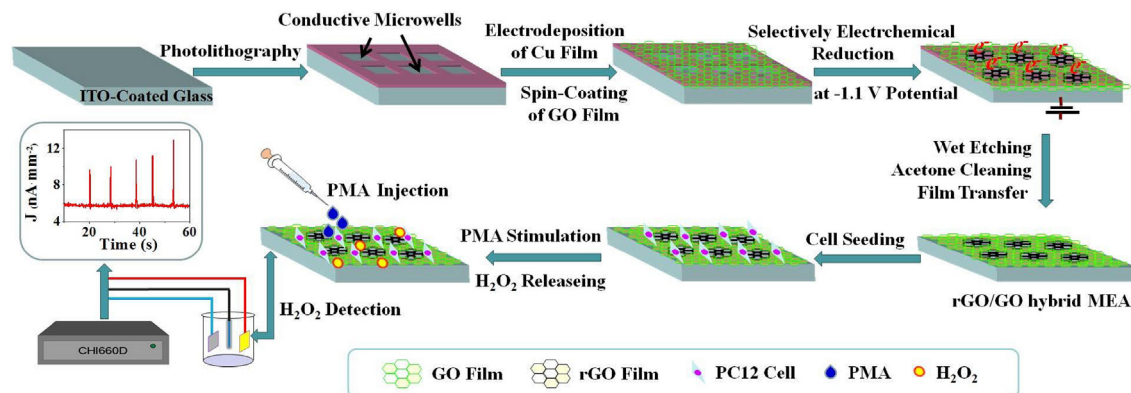 Conductive Microwells
Photolithography
ITO-Coated Glass
Electrodeposition
of Cu Film
Spin-Coating
of GO Film
Selectively Electrchemical
Reduction
at -1.1 V Potential
e-
e-
e-
e-
e-
e-
Wet Etching
Acetone Cleaning
Film Transfer
rGO/GO hybrid MEA
Cell Seeding
PMA Stimulation
H2O2 Releaseing
PMA Injection
H2O2 Detection
J (nA mm-2)
12
8
4
20
40
60
Time (s)
CHI660D
GO Film
rGO Film
PC12 Cell
PMA
H2O2